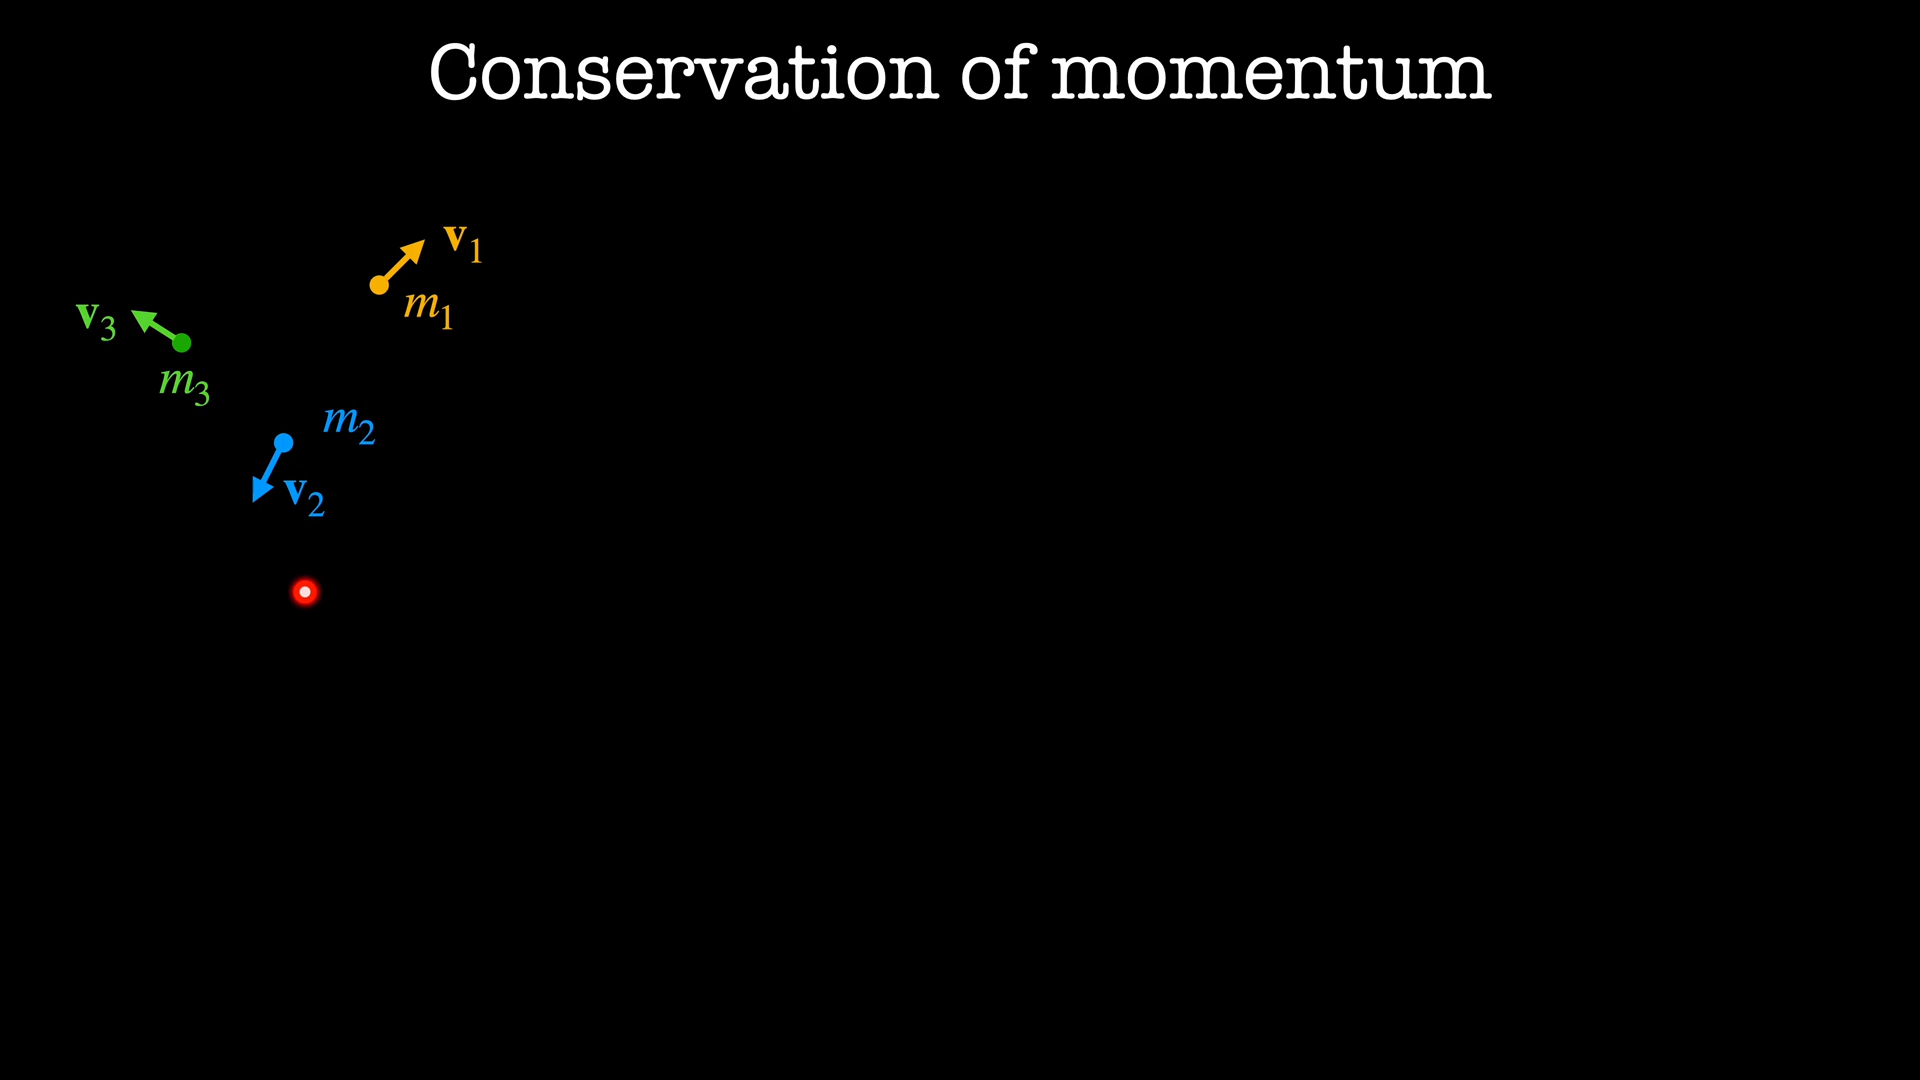 Conservation of momentum
v₁
m₁
v₃
m₃
m₂
v₂